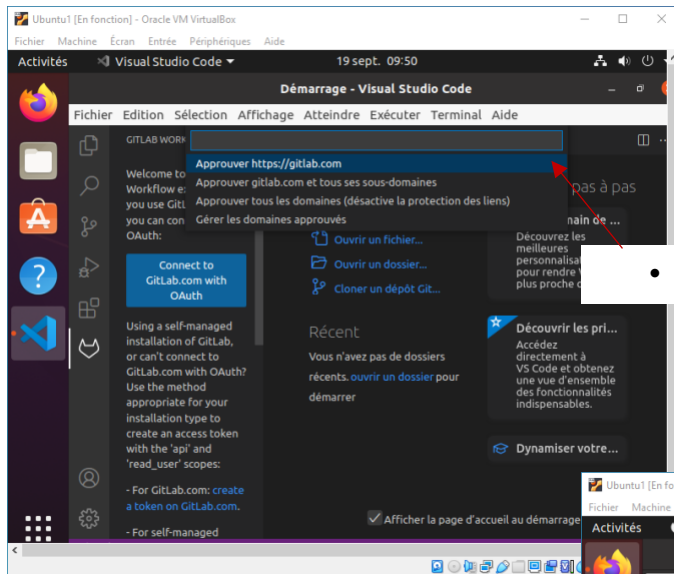 Ubuntu1 [En fonction] - Oracle VM VirtualBox
Fichier Machine Écran Entrée Périphériques Aide
Activités Visual Studio Code 19 sept. 09:50
Démarrage - Visual Studio Code
Fichier Edition Sélection Affichage Atteindre Exécuter Terminal Aide
GITLAB WORK
Approuver https://gitlab.com
Approuver gitlab.com et tous ses sous-domaines
Approuver tous les domaines (désactive la protection des liens)
Gérer les domaines approuvés
Welcome to
Workflow
you use
you can con
OAuth:
Connect to
GitLab.com with
OAuth
Using a self-managed
installation of GitLab,
or can't connect to
GitLab.com with OAuth?
Use the method
appropriate for your
installation type to
create an access token
with the 'api' and
'read_user' scopes:
- For GitLab.com: create
a token on GitLab.com.
- For self-managed
Ouvrir un fichier...
Ouvrir un dossier...
Cloner un dépôt Git...
Récent
Vous n'avez pas de dossiers
récents. ouvrir un dossier pour
démarrer
pas à pas
main de ...
Découvrez les
meilleures
personnalisat
pour rendre
plus proche
Découvrir les pri...
Accédez
directement à
VS Code et obtenez
une vue d'ensemble
des fonctionnalités
indispensables.
Dynamiser votre...
Afficher la page d'accueil au démarrage
Ubuntu1 [En fo
Fichier Machine
Activités